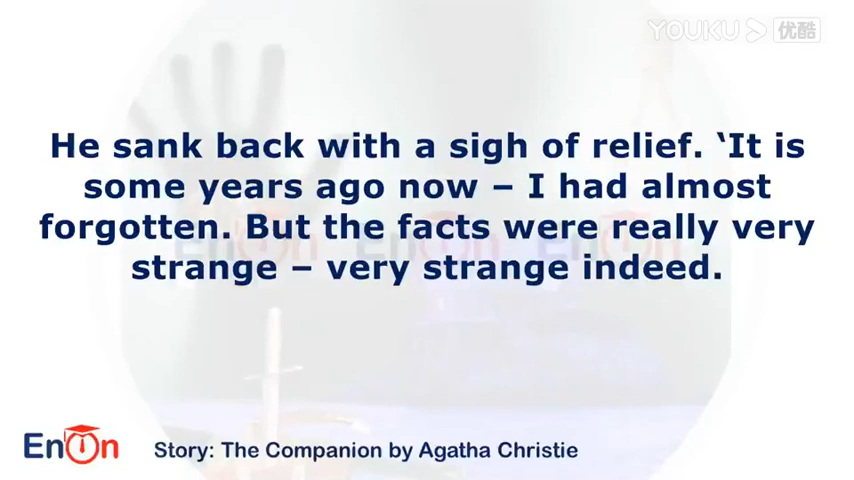 YOUKU 优酷
He sank back with a sigh of relief. ‘It is
some years ago now – I had almost
forgotten. But the facts were really very
strange – very strange indeed.
EnOn
Story: The Companion by Agatha Christie